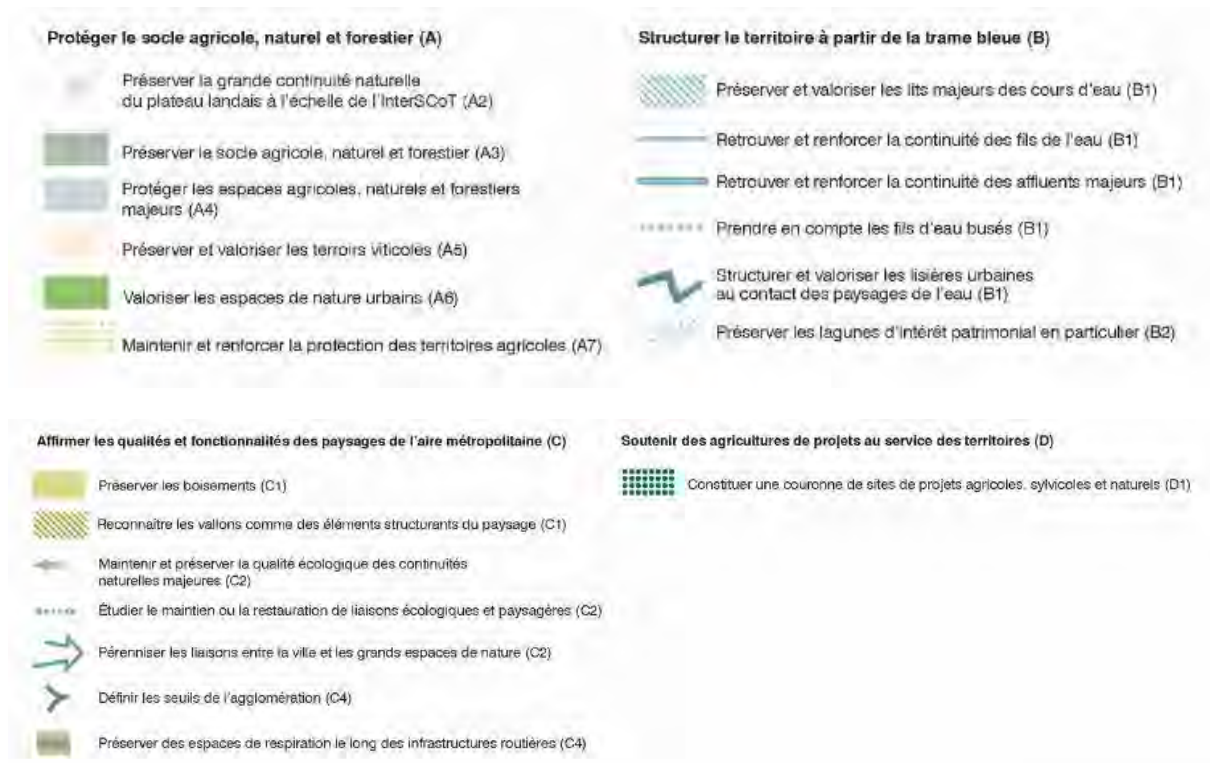 Protéger le socle agricole, naturel et forestier (A)
Préserver la grande continuité naturelle
du plateau landais à l'échelle de l'InterSCoT (A2)
Préserver le socle agricole, naturel et forestier (A3)
Protéger les espaces agricoles, naturels et forestiers
majeurs (A4)
Préserver et valoriser les terroirs viticoles (A5)
Valoriser les espaces de nature urbains (A6)
Maintenir et renforcer la protection des territoires agricoles (A7)
Structurer le territoire à partir de la trame bleue (B)
Préserver et valoriser les lits majeurs des cours d'eau (B1)
Retrouver et renforcer la continuité des fils de l'eau (B1)
Retrouver et renforcer la continuité des affluents majeurs (B1)
Prendre en compte les fils d'eau busés (B1)
Structurer et valoriser les lisières urbaines
au contact des paysages de l'eau (B1)
Préserver les lagunes d'intérêt patrimonial en particulier (B2)
Affirmer les qualités et fonctionnalités des paysages de l'aire métropolitaine (C)
Préserver les boisements (C1)
Reconnaître les vallons comme des éléments structurants du paysage (C1)
Maintenir et préserver la qualité écologique des continuités
naturelles majeures (C2)
Étudier le maintien ou la restauration de liaisons écologiques et paysagères (C2)
Pérenniser les liaisons entre la ville et les grands espaces de nature (C2)
Définir les seuils de l'agglomération (C4)
Préserver des espaces de respiration le long des infrastructures routières (C4)
Soutenir des agricultures de projets au service des territoires (D)
Constituer une couronne de sites de projets agricoles, sylvicoles et naturels (D1)